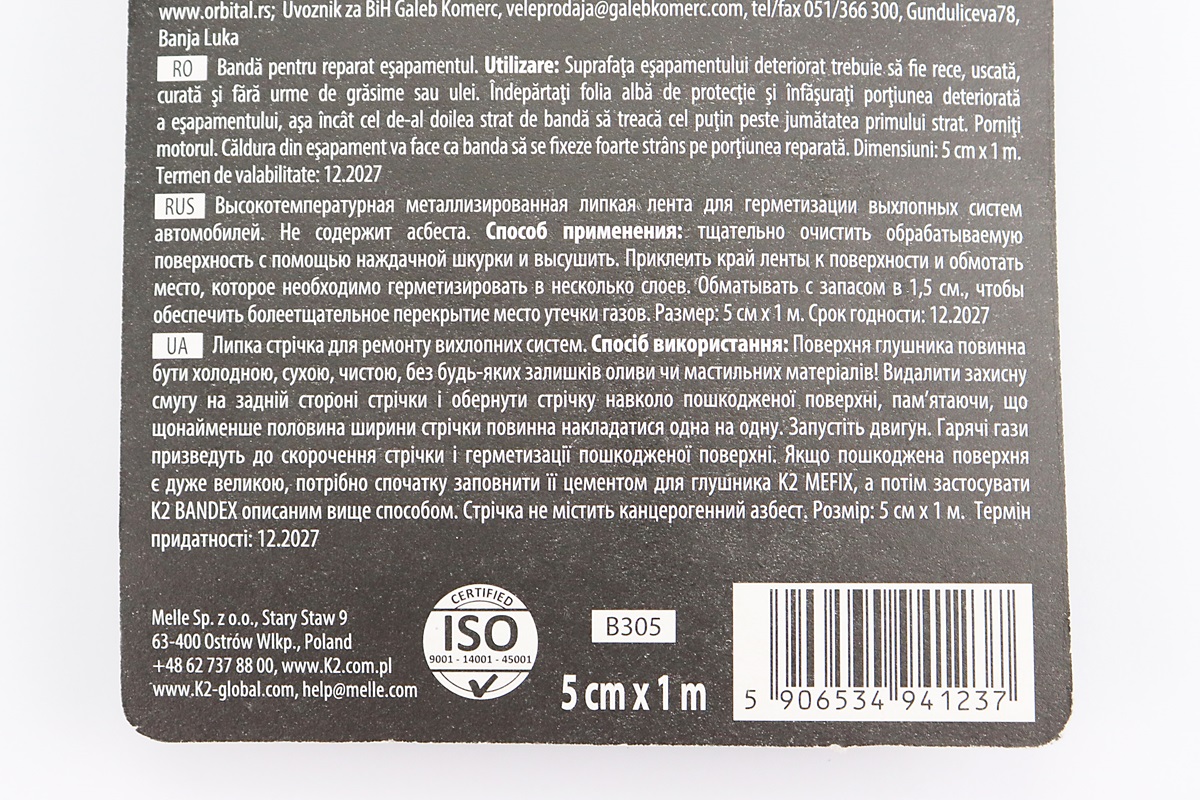 www.orbital.rs; Uvoznik za BiH Galeb Komerc, veleprodaja@galebkomerc.com, tel/fax 051/366 300, Gunduliceva78,
Banja Luka
RO Bandă pentru reparat eşapamentul. Utilizare: Suprafaţa eşapamentului deteriorat trebuie să fie rece, uscată,
curată şi fără urme de grăsime sau ulei. Îndepărtaţi folia albă de protecţie şi înfăşuraţi porţiunea deteriorată
a eşapamentului, aşa încât cel de-al doilea strat de bandă să treacă cel puţin peste jumătatea primului strat. Porniţi
motorul. Căldura din eşapament va face ca banda să se fixeze foarte strâns pe porţiunea reparată. Dimensiuni: 5 cm x 1 m.
Termen de valabilitate: 12.2027
RUS Высокотемпературная металлизированная липкая лента для герметизации выхлопных систем
автомобилей. Не содержит асбеста. Способ применения: тщательно очистить обрабатываемую
поверхность с помощью наждачной шкурки и высушить. Приклеить край ленты к поверхности и обмотать
место, которое необходимо герметизировать в несколько слоев. Обматывать с запасом в 1,5 см., чтобы
обеспечить болеетщательное перекрытие место утечки газов. Размер: 5 см x 1 м. Срок годности: 12.2027
UA Липка стрічка для ремонту вихлопних систем. Спосіб використання: Поверхня глушника повинна
бути холодною, сухою, чистою, без будь-яких залишків оливи чи мастильних матеріалів! Видалити захисну
смугу на задній стороні стрічки і обернути стрічку навколо пошкодженої поверхні, пам'ятаючи, що
щонайменше половина ширини стрічки повинна накладатися одна на одну. Запустіть двигун. Гарячі гази
призведуть до скорочення стрічки і герметизації пошкодженої поверхні. Якщо пошкоджена поверхня
є дуже великою, потрібно спочатку заповнити її цементом для глушника K2 MEFIX, а потім застосувати
K2 BANDEX описаним вище способом. Стрічка не містить канцерогенний азбест. Розмір: 5 см x 1 м. Термін
придатності: 12.2027
Melle Sp. z o.o., Stary Staw 9
63-400 Ostrów Wlkp., Poland
+48 62 737 88 00, www.K2.com.pl
www.K2-global.com, help@melle.com
CERTIFIED
ISO
9001 - 14001 - 45001
B305
5 cm x 1 m
5 906534 941237